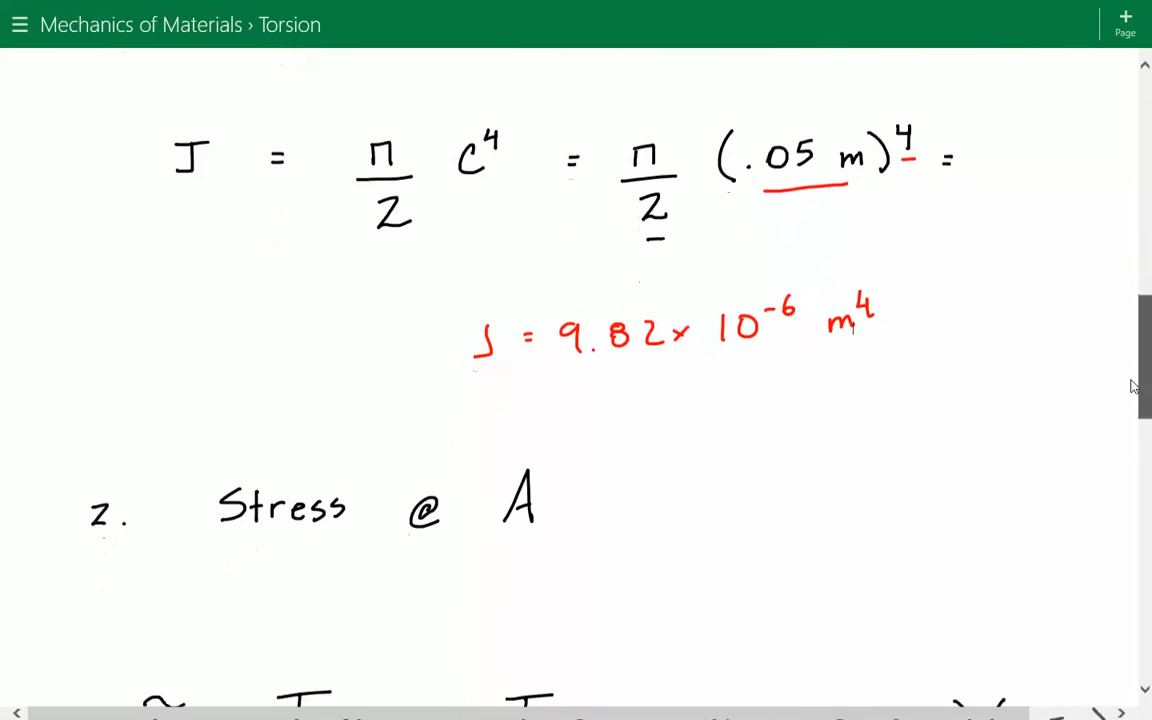 Mechanics of Materials › Torsion
Page
J = π/2 C⁴ = π/2 (.05 m)⁴ =
J = 9.82 × 10⁻⁶ m⁴
2. Stress @ A